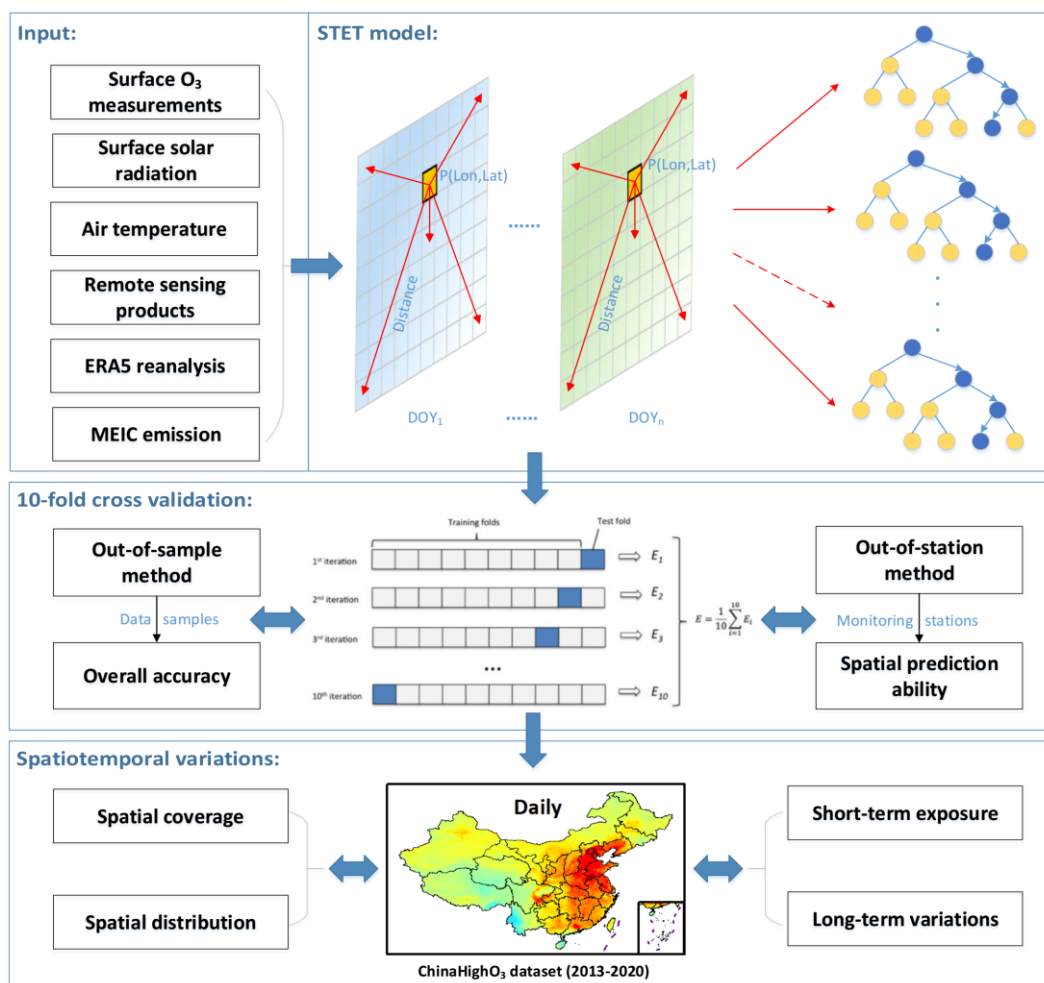 Input:
Surface O₃
measurements
Surface solar
radiation
Air temperature
Remote sensing
products
ERA5 reanalysis
MEIC emission
STET model:
P(Lon,Lat)
Distance
DOY₁
......
P(Lon,Lat)
Distance
DOYₙ
......
10-fold cross validation:
Out-of-sample
method
Data samples
Overall accuracy
Training folds
Test fold
1st iteration
E₁
2nd iteration
E₂
3rd iteration
E₃
...
10th iteration
E₁₀
E = 1/10 ∑ᵢ₌₁¹⁰ Eᵢ
Out-of-station
method
Monitoring stations
Spatial prediction
ability
Spatiotemporal variations:
Spatial coverage
Spatial distribution
Daily
ChinaHighO₃ dataset (2013-2020)
Short-term exposure
Long-term variations